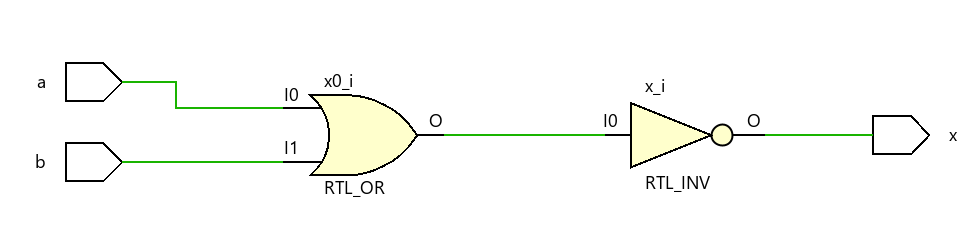 a
b
x0_i
I0
I1
O
RTL_OR
x_i
I0
O
RTL_INV
x